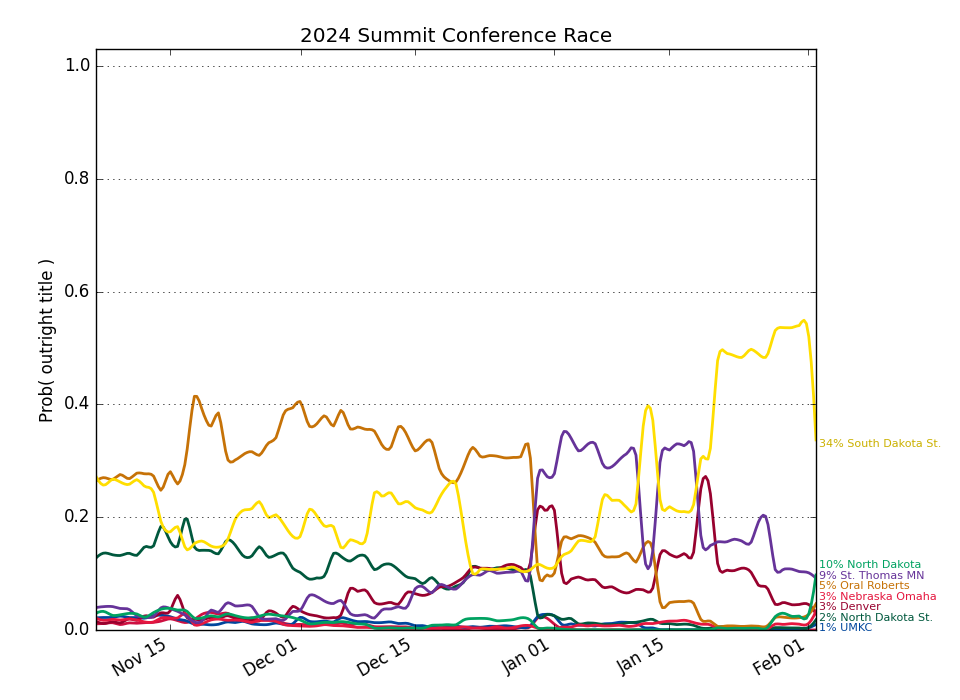 2024 Summit Conference Race
Prob( outright title )
1.0
0.8
0.6
0.4
0.2
0.0
Nov 15
Dec 01
Dec 15
Jan 01
Jan 15
Feb 01
34% South Dakota St.
10% North Dakota
9% St. Thomas MN
5% Oral Roberts
3% Nebraska Omaha
3% Denver
2% North Dakota St.
1% UMKC